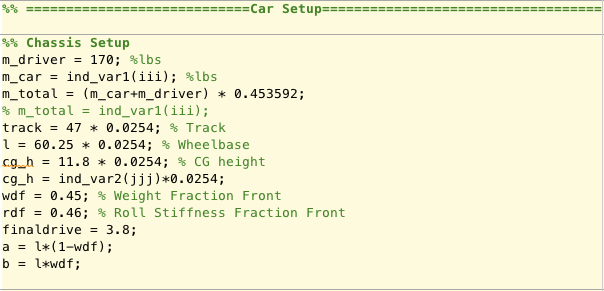 %% ============================Car Setup===================================
%% Chassis Setup
m_driver = 170; %lbs
m_car = ind_var1(iii); %lbs
m_total = (m_car+m_driver) * 0.453592;
% m_total = ind_var1(iii);
track = 47 * 0.0254; % Track
l = 60.25 * 0.0254; % Wheelbase
cg_h = 11.8 * 0.0254; % CG height
cg_h = ind_var2(jjj)*0.0254;
wdf = 0.45; % Weight Fraction Front
rdf = 0.46; % Roll Stiffness Fraction Front
finaldrive = 3.8;
a = l*(1-wdf);
b = l*wdf;